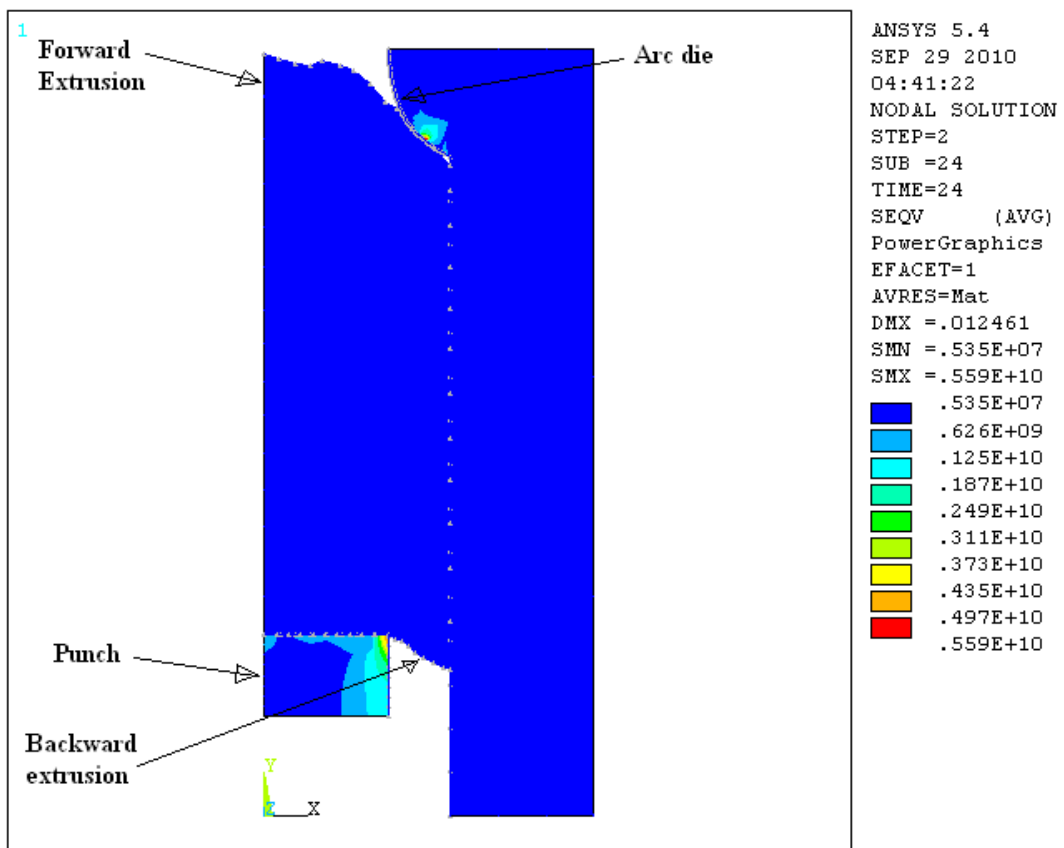 1
Forward
Extrusion
Arc die
Punch
Backward
extrusion
Y
Z
X
ANSYS 5.4
SEP 29 2010
04:41:22
NODAL SOLUTION
STEP=2
SUB =24
TIME=24
SEQV (AVG)
PowerGraphics
EFACET=1
AVRES=Mat
DMX =.012461
SMN =.535E+07
SMX =.559E+10
.535E+07
.626E+09
.125E+10
.187E+10
.249E+10
.311E+10
.373E+10
.435E+10
.497E+10
.559E+10